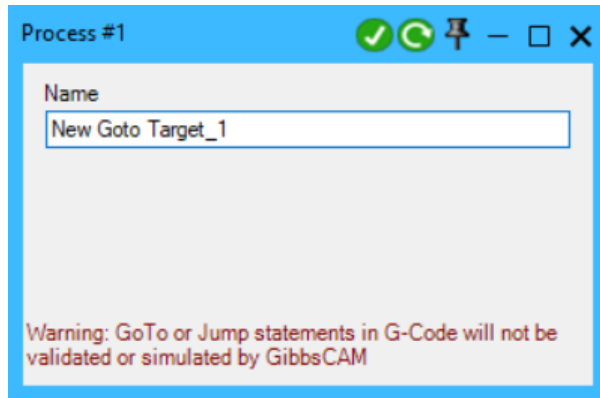 Process #1
Name
New Goto Target_1
Warning: GoTo or Jump statements in G-Code will not be
validated or simulated by GibbsCAM